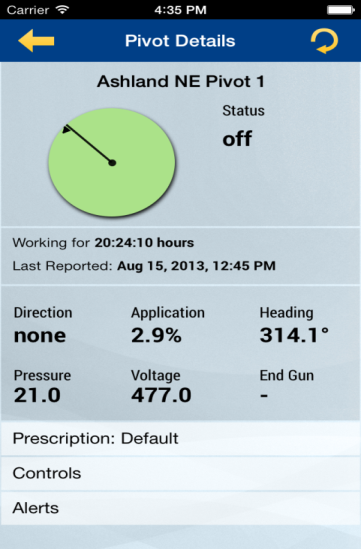 Carrier 4:35 PM
Pivot Details
Ashland NE Pivot 1
Status
off
Working for 20:24:10 hours
Last Reported: Aug 15, 2013, 12:45 PM
Direction Application Heading
none 2.9% 314.1°
Pressure Voltage End Gun
21.0 477.0 -
Prescription: Default
Controls
Alerts